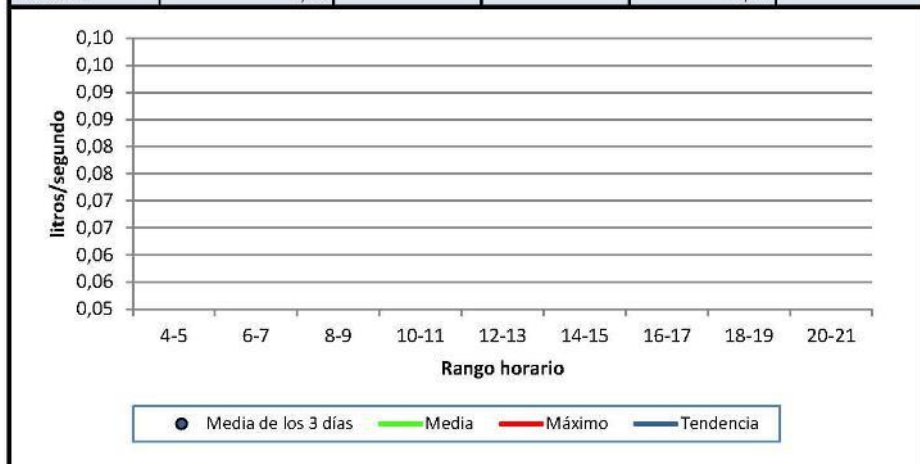 0,10
0,10
0,09
0,09
0,08
0,08
0,07
0,07
0,06
0,06
0,05
litros/segundo
4-5 6-7 8-9 10-11 12-13 14-15 16-17 18-19 20-21
Rango horario
Media de los 3 días Media Máximo Tendencia